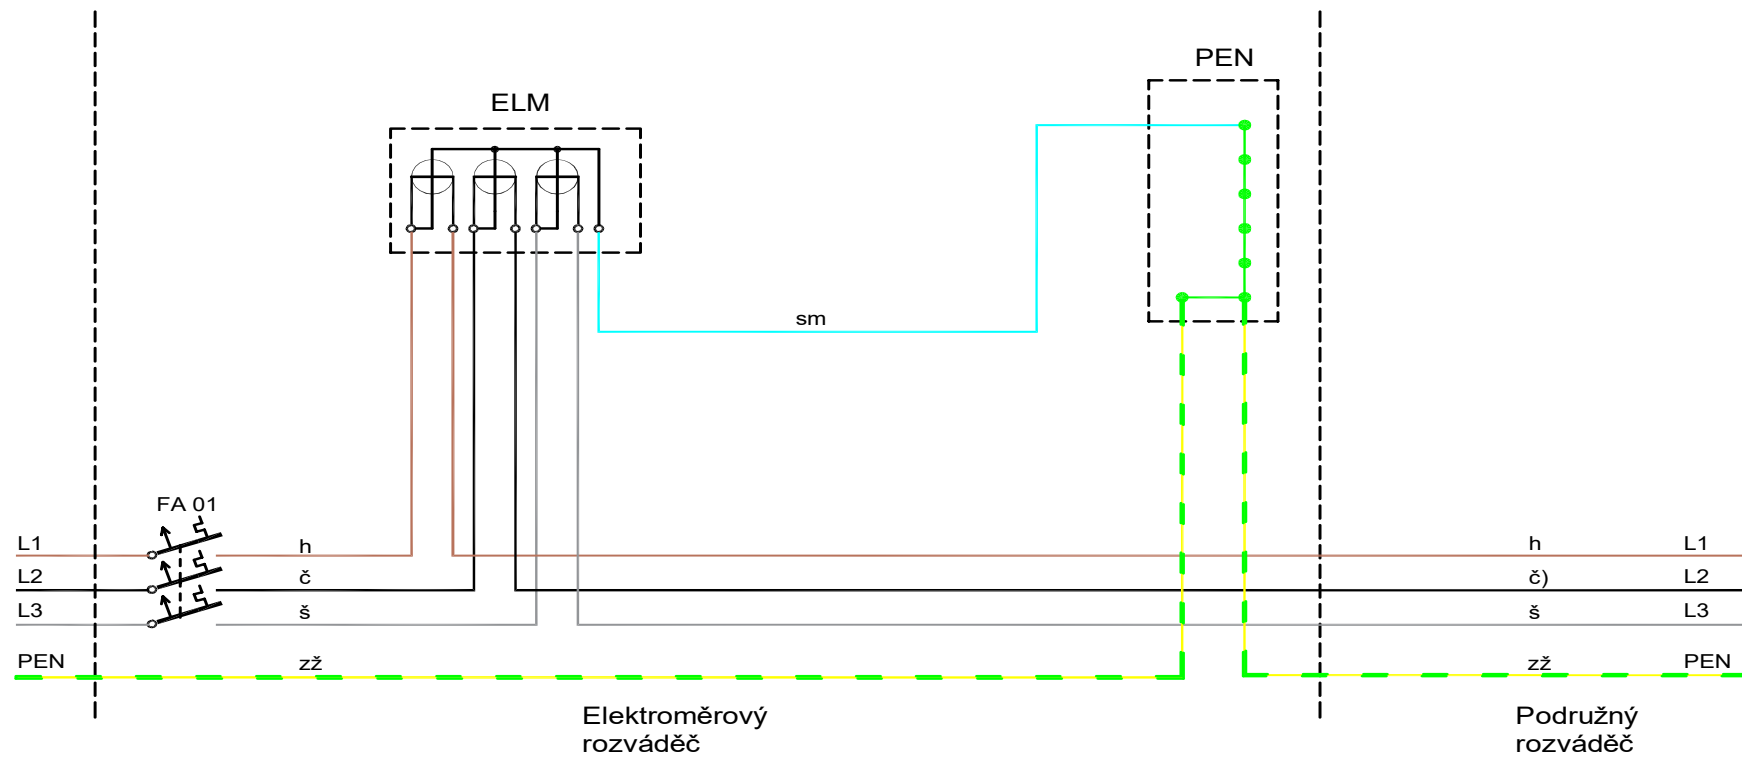 PEN
ELM
sm
FA 01
L1 h h L1
L2 č č) L2
L3 š š L3
PEN zž zž PEN
Elektroměrový
rozváděč
Podružný
rozváděč